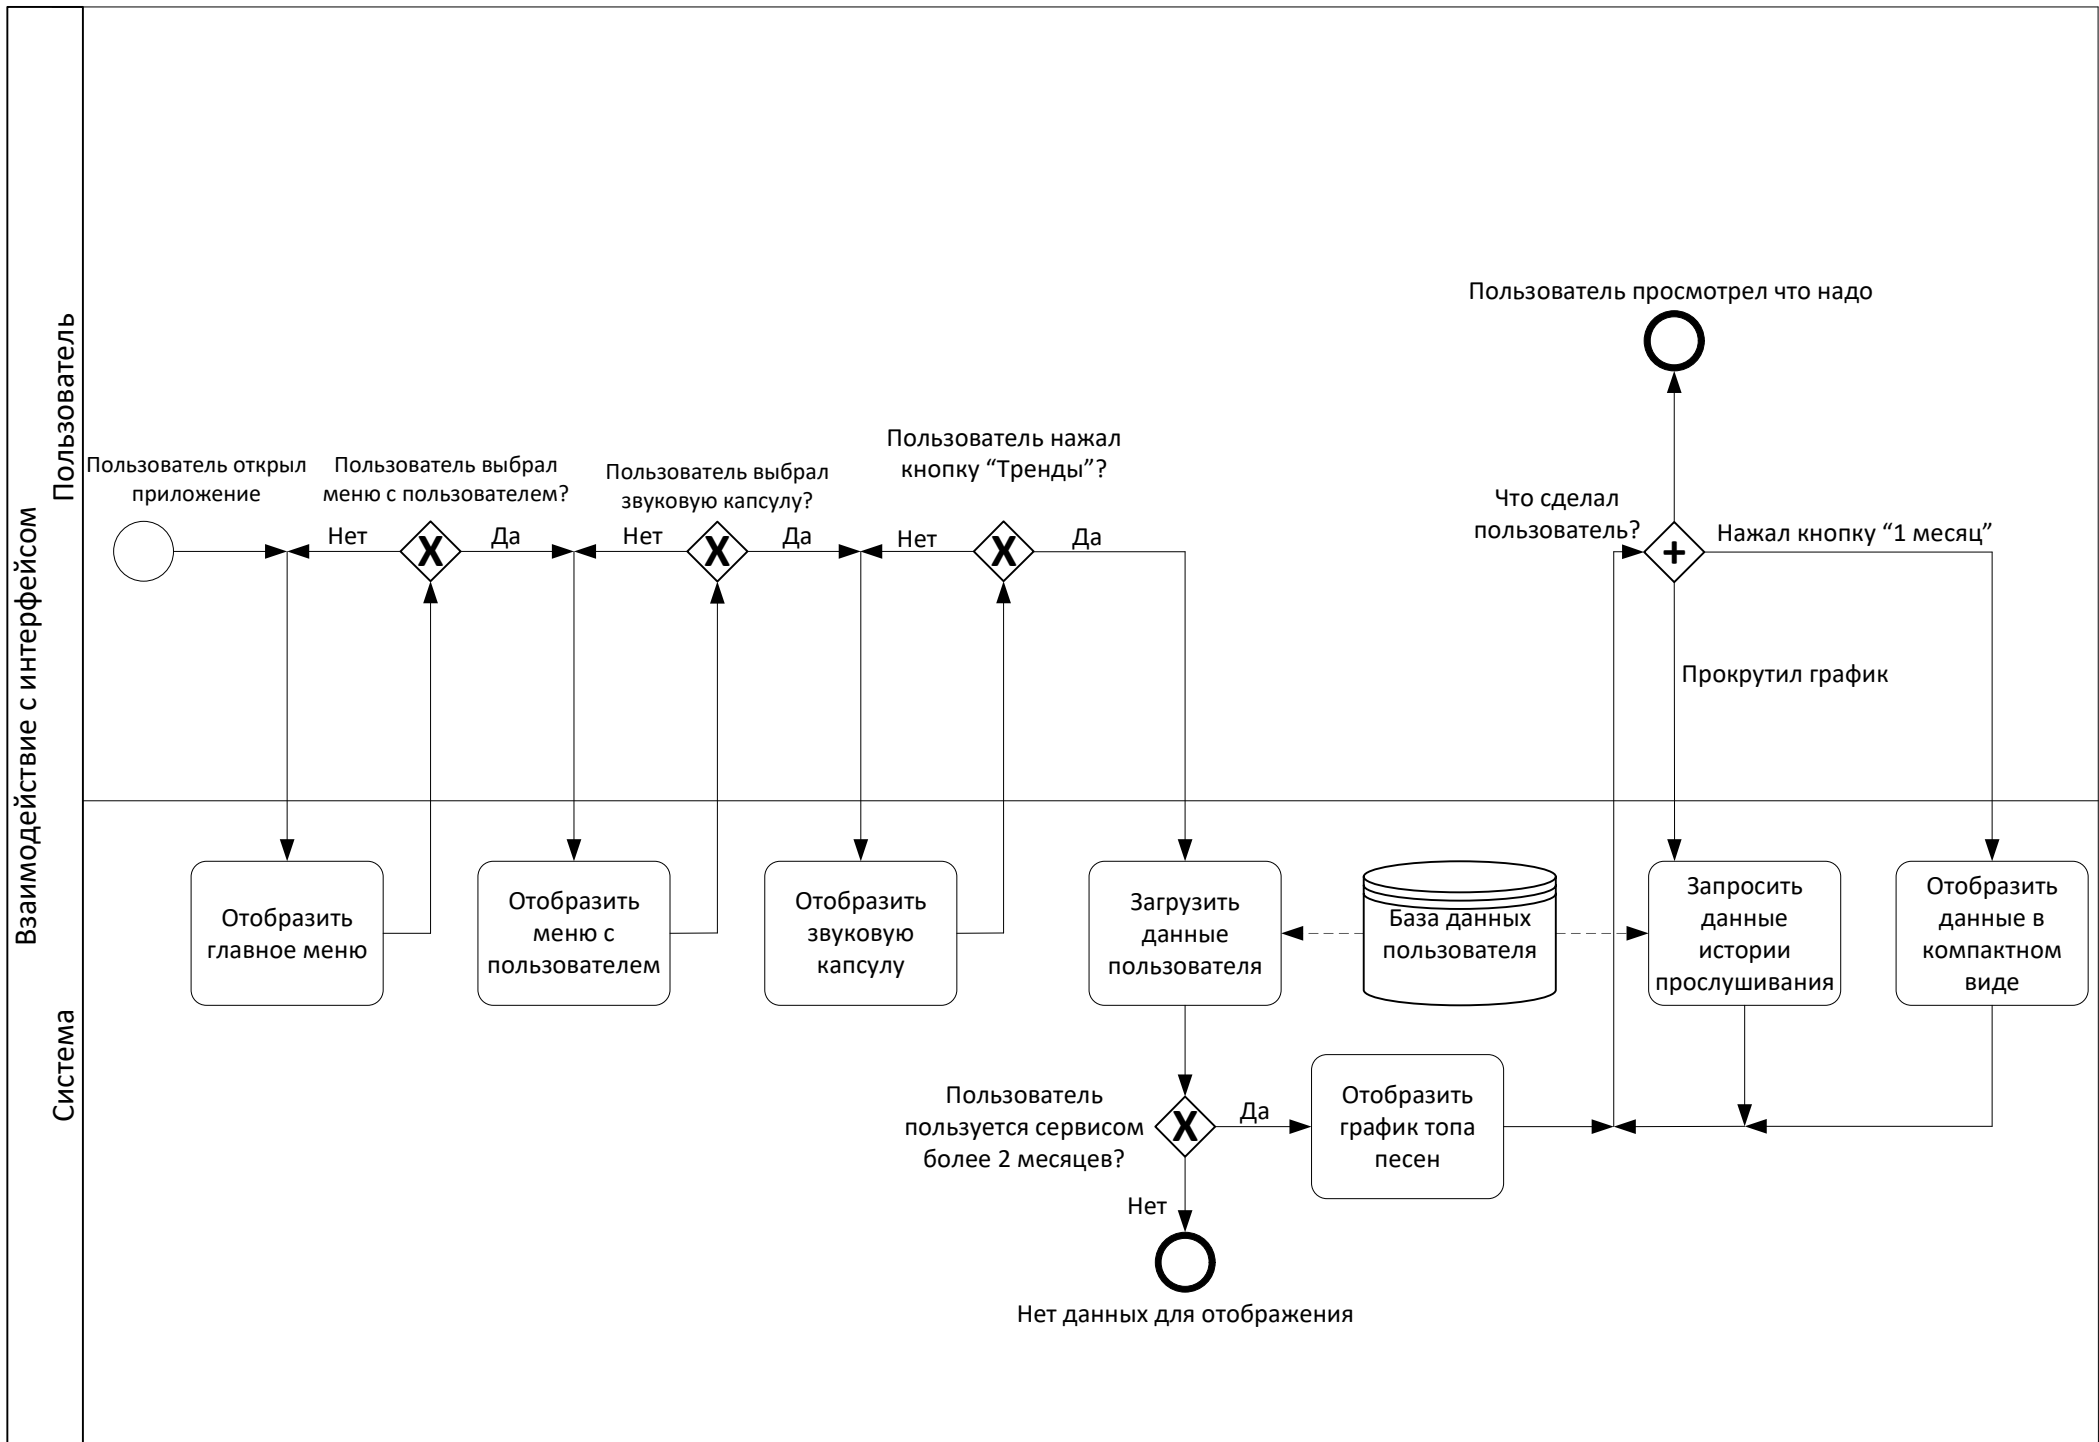 Взаимодействие с интерфейсом
Пользователь
Пользователь открыл
приложение
Пользователь выбрал
меню с пользователем?
Нет
X
Да
Пользователь выбрал
звуковую капсулу?
Нет
X
Да
Пользователь нажал
кнопку “Тренды”?
Нет
X
Да
Пользователь просмотрел что надо
Что сделал
пользователь?
+
Нажал кнопку “1 месяц”
Прокрутил график
Система
Отобразить
главное меню
Отобразить
меню с
пользователем
Отобразить
звуковую
капсулу
Загрузить
данные
пользователя
База данных
пользователя
Запросить
данные
истории
прослушивания
Отобразить
данные в
компактном
виде
Пользователь
пользуется сервисом
более 2 месяцев?
X
Да
Отобразить
график топа
песен
Нет
Нет данных для отображения